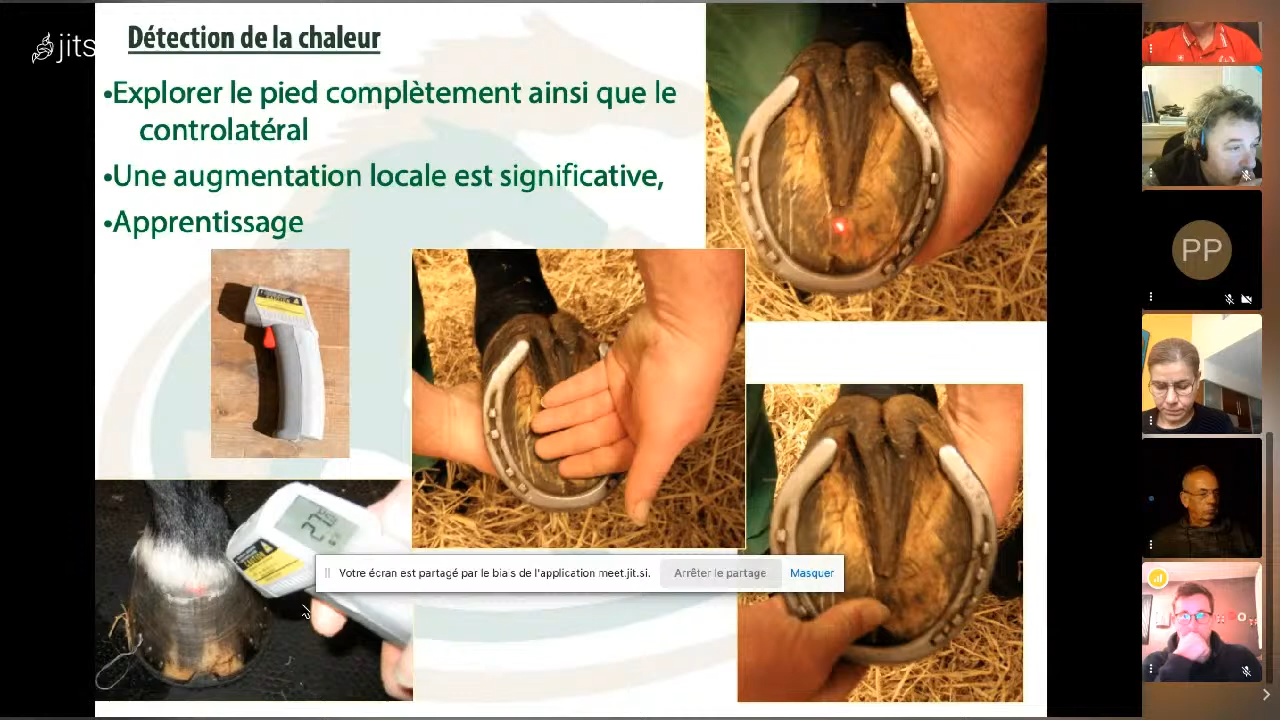 jits
Détection de la chaleur
•Explorer le pied complètement ainsi que le
controlatéral
•Une augmentation locale est significative,
•Apprentissage
PP
Votre écran est partagé par le biais de l'application meet.jit.si.
Arrêter le partage
Masquer